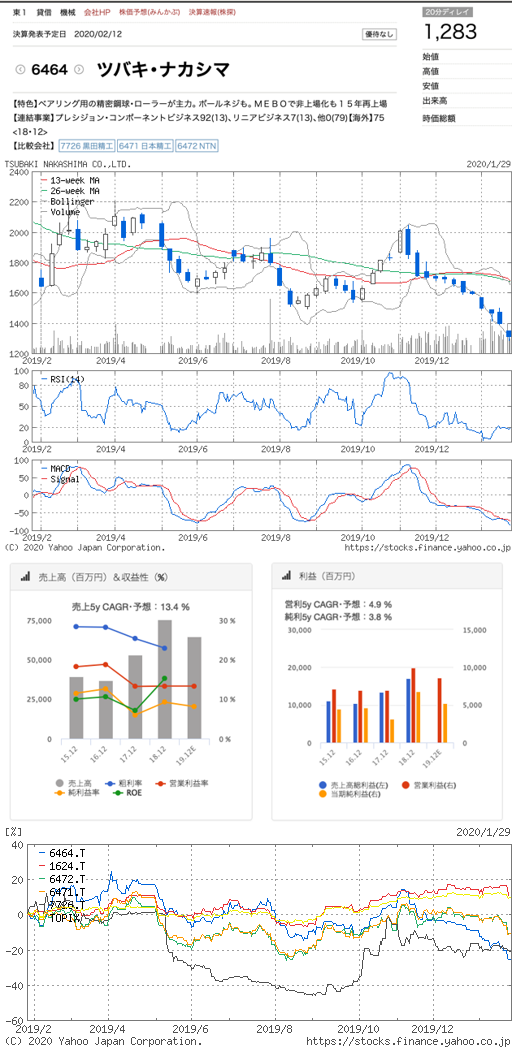 東１ 貸借 機械 会社HP 株価予想(みんかぶ) 決算速報(株探)
20分ディレイ
1,283
決算発表予定日 2020/02/12
優待なし
6464
ツバキ・ナカシマ
始値
高値
安値
出来高
時価総額
【特色】ベアリング用の精密鋼球・ローラーが主力。ボールネジも。ＭＥＢＯで非上場化も１５年再上場
【連結事業】プレシジョン・コンポーネントビジネス92(13)、リニアビジネス7(13)、他0(79)【海外】75
<18・12>
【比較会社】 7726 黒田精工 6471 日本精工 6472 NTN
TSUBAKI NAKASHIMA CO.,LTD.
2020/1/29
13-week MA
26-week MA
Bollinger
Volume
2400
2200
2000
1800
1600
1400
1200
2019/2 2019/4 2019/6 2019/8 2019/10 2019/12
RSI(14)
100
80
50
20
0
2019/2 2019/4 2019/6 2019/8 2019/10 2019/12
MACD
Signal
100
50
0
-50
-100
2019/2 2019/4 2019/6 2019/8 2019/10 2019/12
(C) 2020 Yahoo Japan Corporation.
https://stocks.finance.yahoo.co.jp/
売上高（百万円）＆収益性（%）
売上5y CAGR・予想：13.4 %
75,000
50,000
25,000
0
30 %
20 %
10 %
0 %
15.12 16.12 17.12 18.12 19.12E
売上高 粗利率 営業利益率
純利益率 ROE
利益（百万円）
営利5y CAGR・予想：4.9 %
純利5y CAGR・予想：3.8 %
30,000
20,000
10,000
0
15,000
10,000
5,000
0
15.12 16.12 17.12 18.12 19.12E
売上高総利益(左) 営業利益(右)
当期純利益(右)
[%]
2020/1/29
6464.T
1624.T
6472.T
6471.T
TOPIX
40
20
0
-20
-40
-60
2019/2 2019/4 2019/6 2019/8 2019/10 2019/12
(C) 2020 Yahoo Japan Corporation.
https://stocks.finance.yahoo.co.jp/